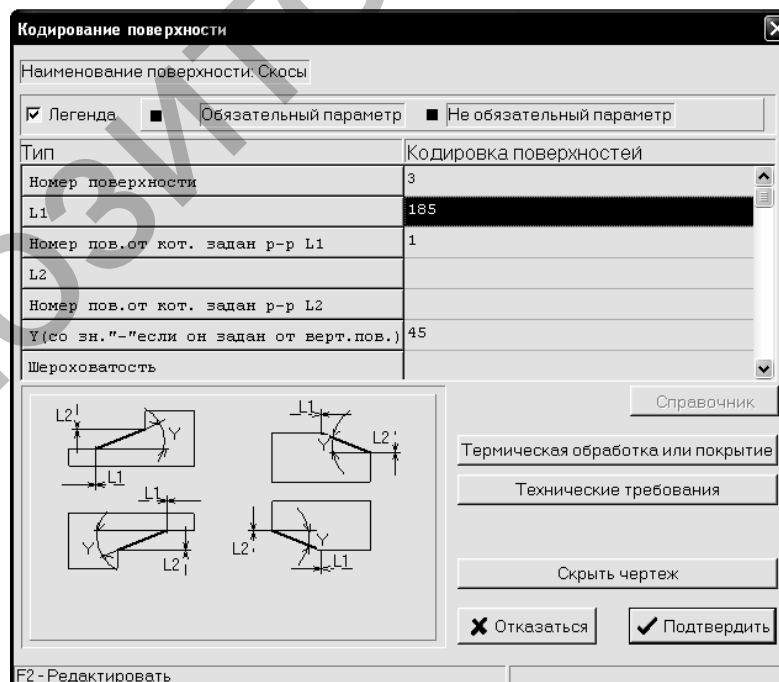 Кодирование поверхности
Наименование поверхности: Скосы
Легенда Обязательный параметр Не обязательный параметр
Тип Кодировка поверхностей
Номер поверхности 3
L1 185
Номер пов.от кот. задан р-р L1 1
L2
Номер пов.от кот. задан р-р L2
Y(со зн."-"если он задан от верт.пов.) 45
Шероховатость
Справочник
Термическая обработка или покрытие
Технические требования
Скрыть чертеж
Отказаться Подтвердить
L2 Y L1
L1 Y L2
L1 Y L2
L2 Y L1
F2 - Редактировать
ОЗИТО